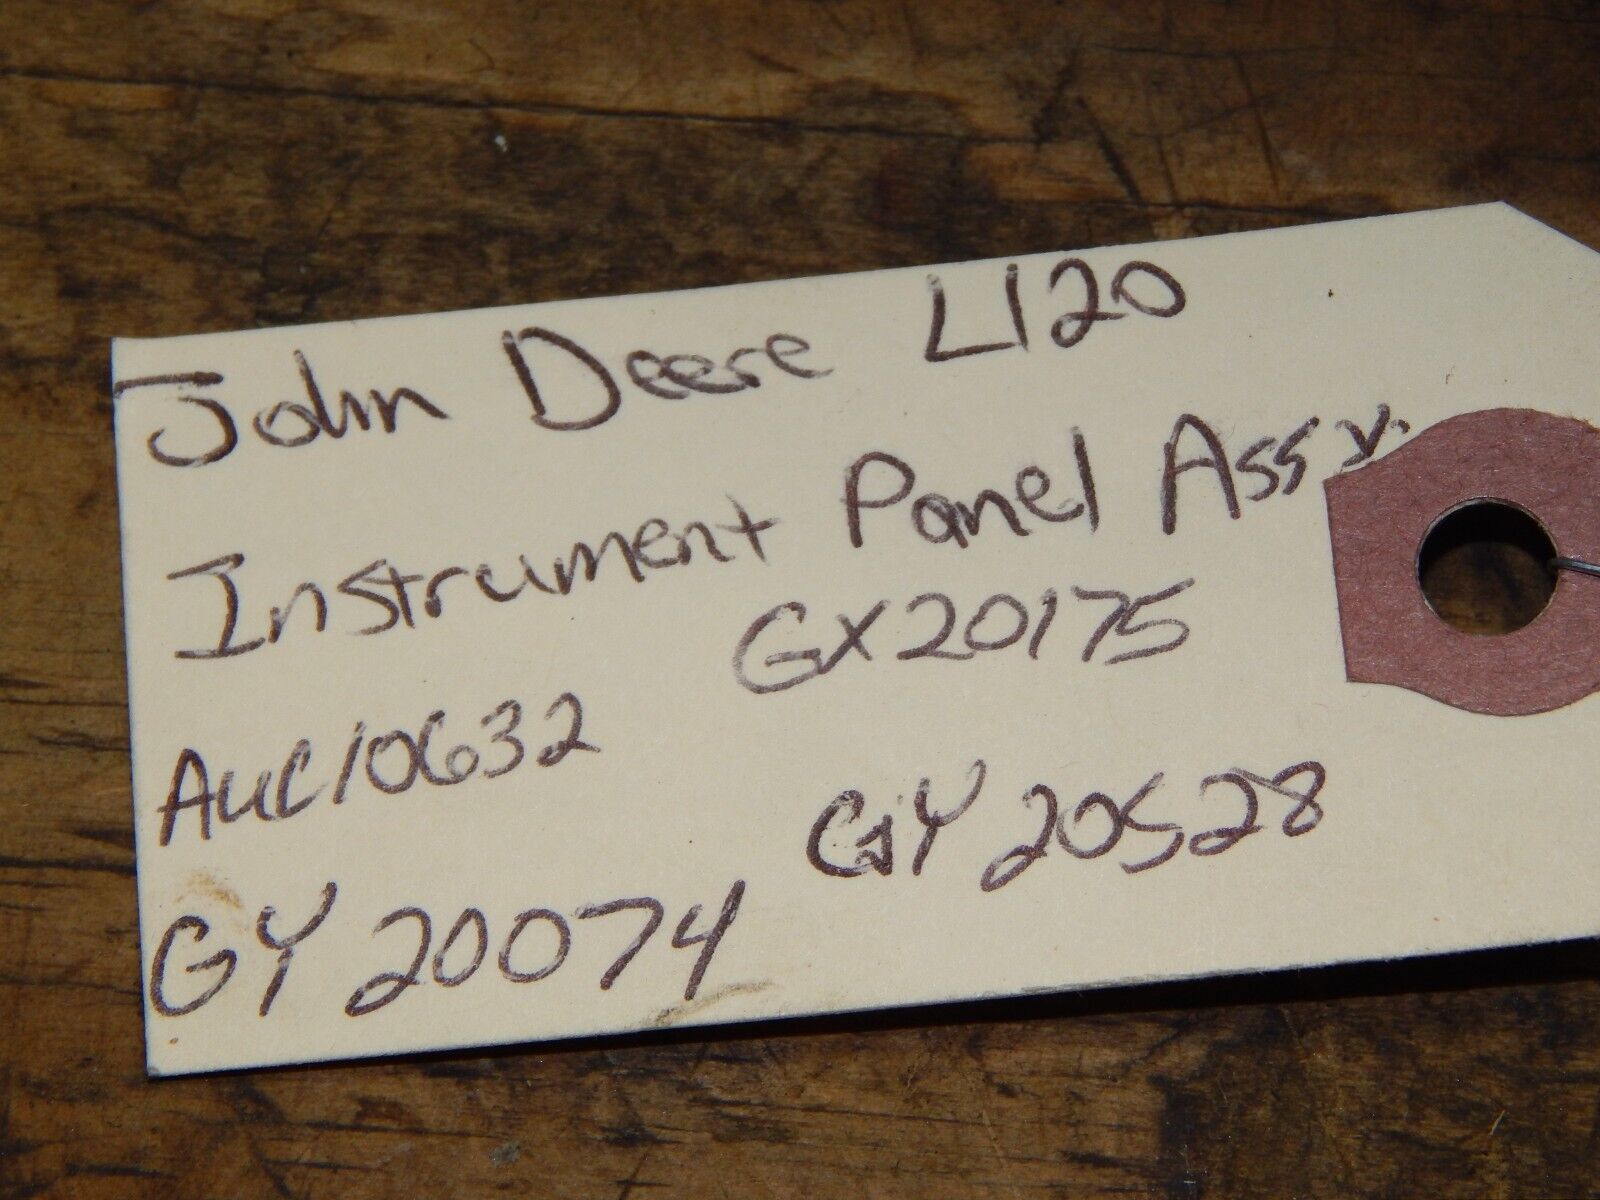 John Deere L120
Instrument Panel Assy.
GX20175
AUC10632
GY20528
GY20074